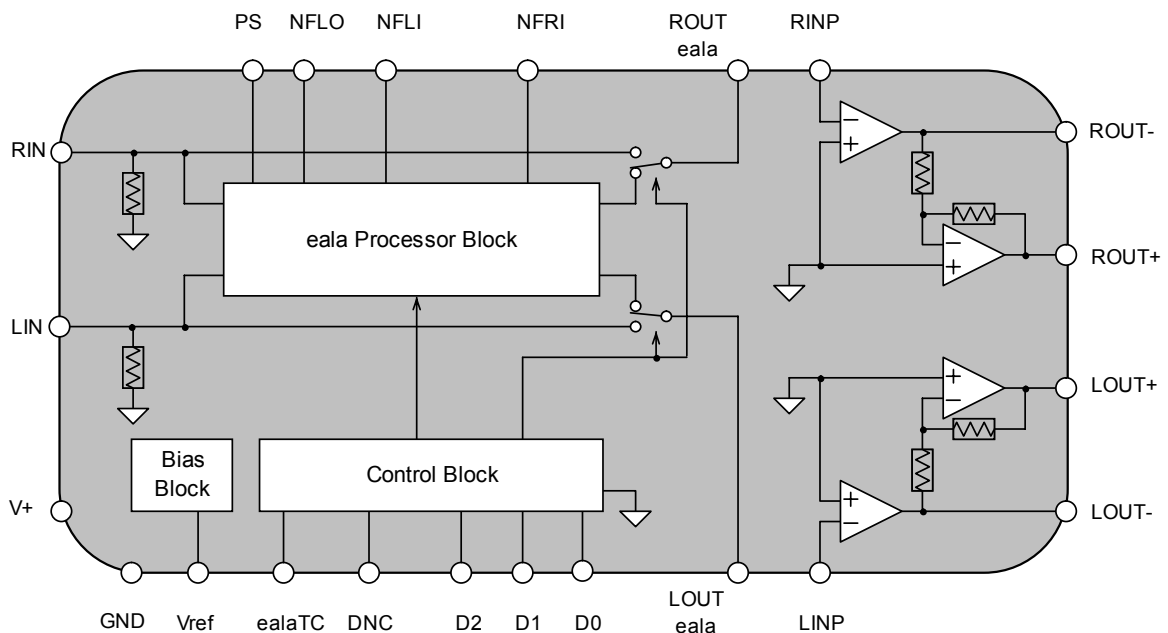 PS NFLO NFLI NFRI ROUT RINP
eala
RIN
ROUT-
eala Processor Block
ROUT+
LIN
LOUT+
Bias
Block
Control Block
V+
LOUT-
GND Vref ealaTC DNC D2 D1 D0 LOUT LINP
eala